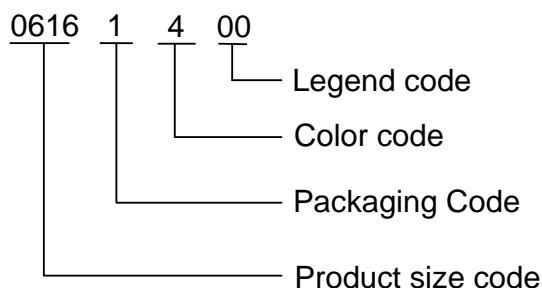 0616 1 4 00
Legend code
Color code
Packaging Code
Product size code